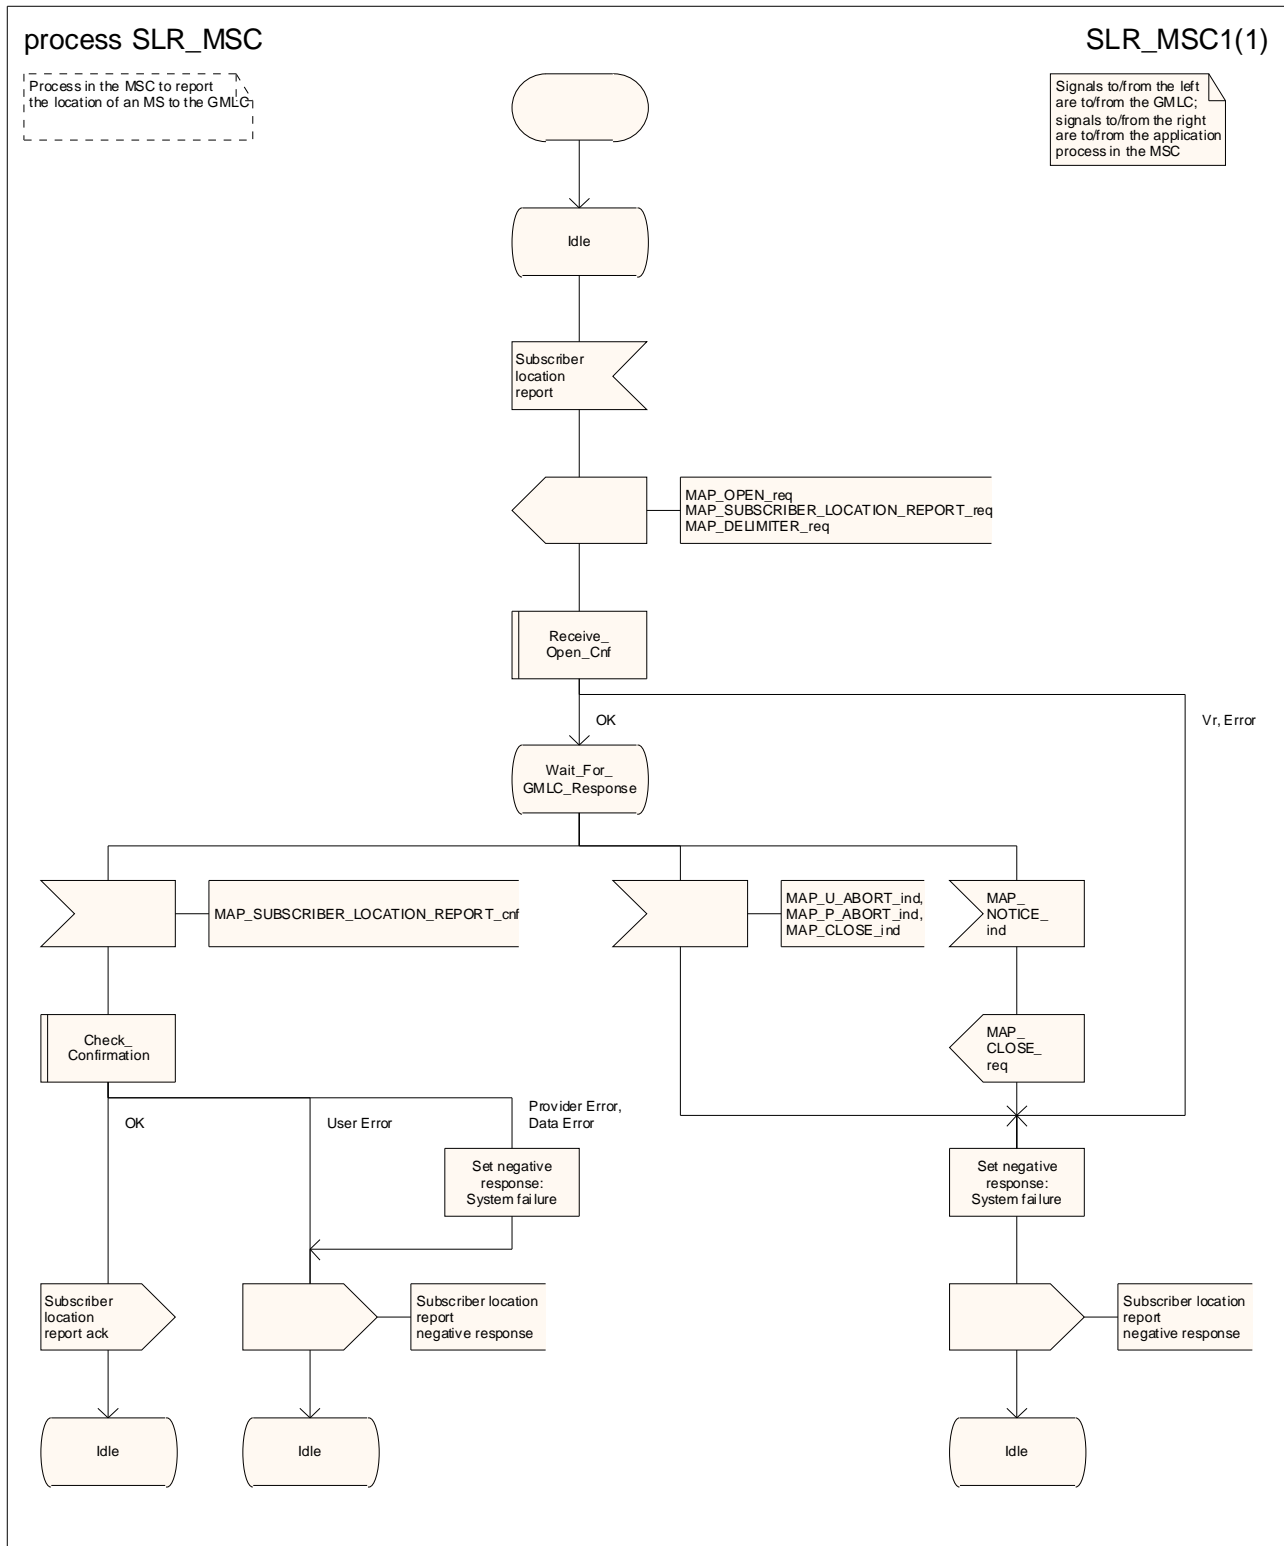 process SLR_MSC
SLR_MSC1(1)
Process in the MSC to report
the location of an MS to the GMLC
Signals to/from the left
are to/from the GMLC;
signals to/from the right
are to/from the application
process in the MSC
Idle
Subscriber
location
report
MAP_OPEN_req
MAP_SUBSCRIBER_LOCATION_REPORT_req
MAP_DELIMITER_req
Receive_
Open_Cnf
OK
Vr, Error
Wait_For_
GMLC_Response
MAP_SUBSCRIBER_LOCATION_REPORT_cnf
MAP_U_ABORT_ind,
MAP_P_ABORT_ind,
MAP_CLOSE_ind
MAP_
NOTICE_
ind
Check_
Confirmation
MAP_
CLOSE_
req
OK
User Error
Provider Error,
Data Error
Set negative
response:
System failure
Set negative
response:
System failure
Subscriber
location
report ack
Subscriber location
report
negative response
Subscriber location
report
negative response
Idle
Idle
Idle